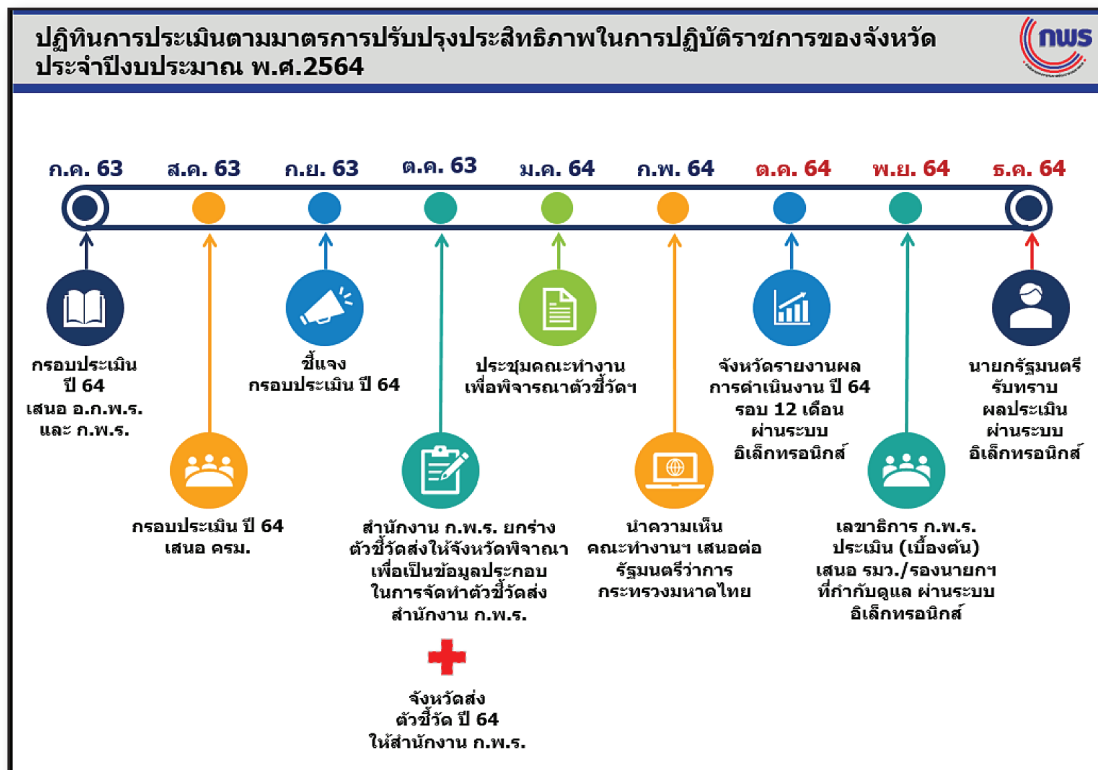 ปฏิทินการประเมินตามมาตรการปรับปรุงประสิทธิภาพในการปฏิบัติราชการของจังหวัด
ประจำปีงบประมาณ พ.ศ.2564
กพร
ก.ค. 63
ส.ค. 63
ก.ย. 63
ต.ค. 63
ม.ค. 64
ก.พ. 64
ต.ค. 64
พ.ย. 64
ธ.ค. 64
กรอบประเมิน
ปี 64
เสนอ อ.ก.พ.ร.
และ ก.พ.ร.
กรอบประเมิน ปี 64
เสนอ ครม.
ชี้แจง
กรอบประเมิน ปี 64
สำนักงาน ก.พ.ร. ยกร่าง
ตัวชี้วัดส่งให้จังหวัดพิจาณา
เพื่อเป็นข้อมูลประกอบ
ในการจัดทำตัวชี้วัดส่ง
สำนักงาน ก.พ.ร.
จังหวัดส่ง
ตัวชี้วัด ปี 64
ให้สำนักงาน ก.พ.ร.
ประชุมคณะทำงาน
เพื่อพิจารณาตัวชี้วัดฯ
นำความเห็น
คณะทำงานฯ เสนอต่อ
รัฐมนตรีว่าการ
กระทรวงมหาดไทย
จังหวัดรายงานผล
การดำเนินงาน ปี 64
รอบ 12 เดือน
ผ่านระบบ
อิเล็กทรอนิกส์
เลขาธิการ ก.พ.ร.
ประเมิน (เบื้องต้น)
เสนอ รมว./รองนายกฯ
ที่กำกับดูแล ผ่านระบบ
อิเล็กทรอนิกส์
นายกรัฐมนตรี
รับทราบ
ผลประเมิน
ผ่านระบบ
อิเล็กทรอนิกส์